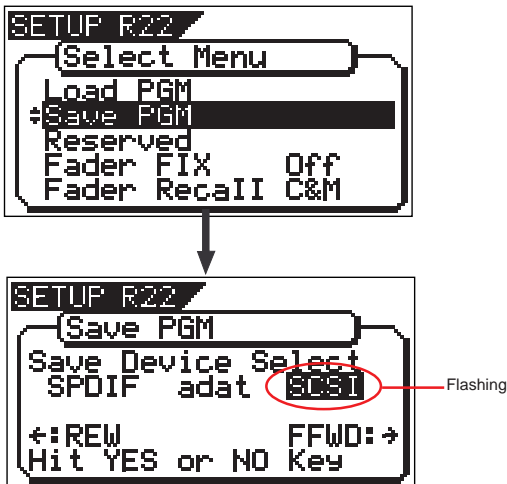 SETUP R22
Select Menu
Load PGM
Save PGM
Reserved
Fader FIX Off
Fader RecaII C&M
SETUP R22
Save PGM
Save Device Select
SPDIF adat SCSI
Flashing
←:REW FFWD:→
Hit YES or NO Key